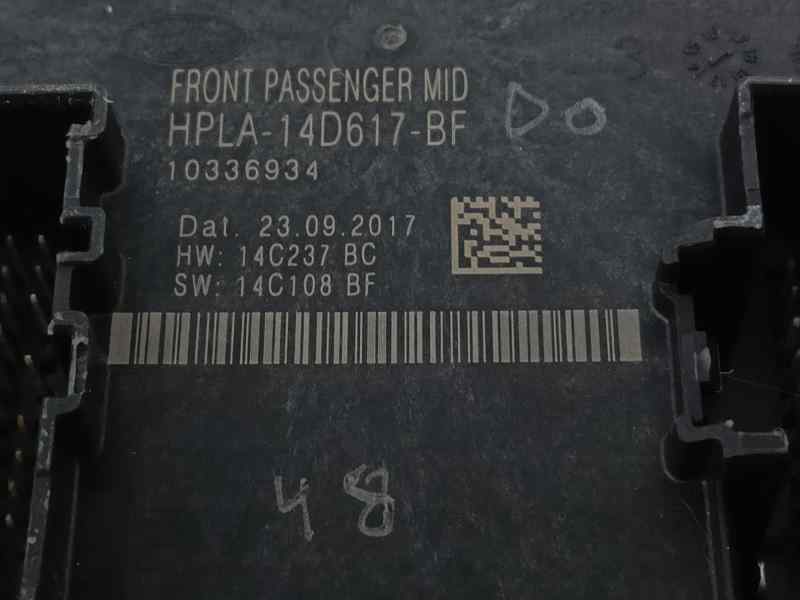 FRONT PASSENGER MID
HPLA-14D617-BF
DO
10336934
Dat. 23.09.2017
HW: 14C237 BC
SW: 14C108 BF
48